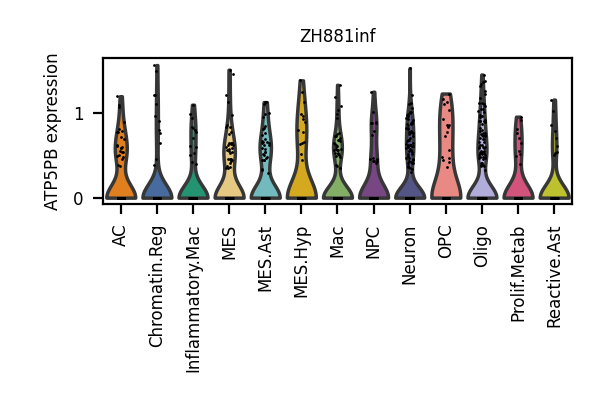 ZH881inf
ATP5PB expression
1
0
AC
Chromatin.Reg
Inflammatory.Mac
MES
MES.Ast
MES.Hyp
Mac
NPC
Neuron
OPC
Oligo
Prolif.Metab
Reactive.Ast